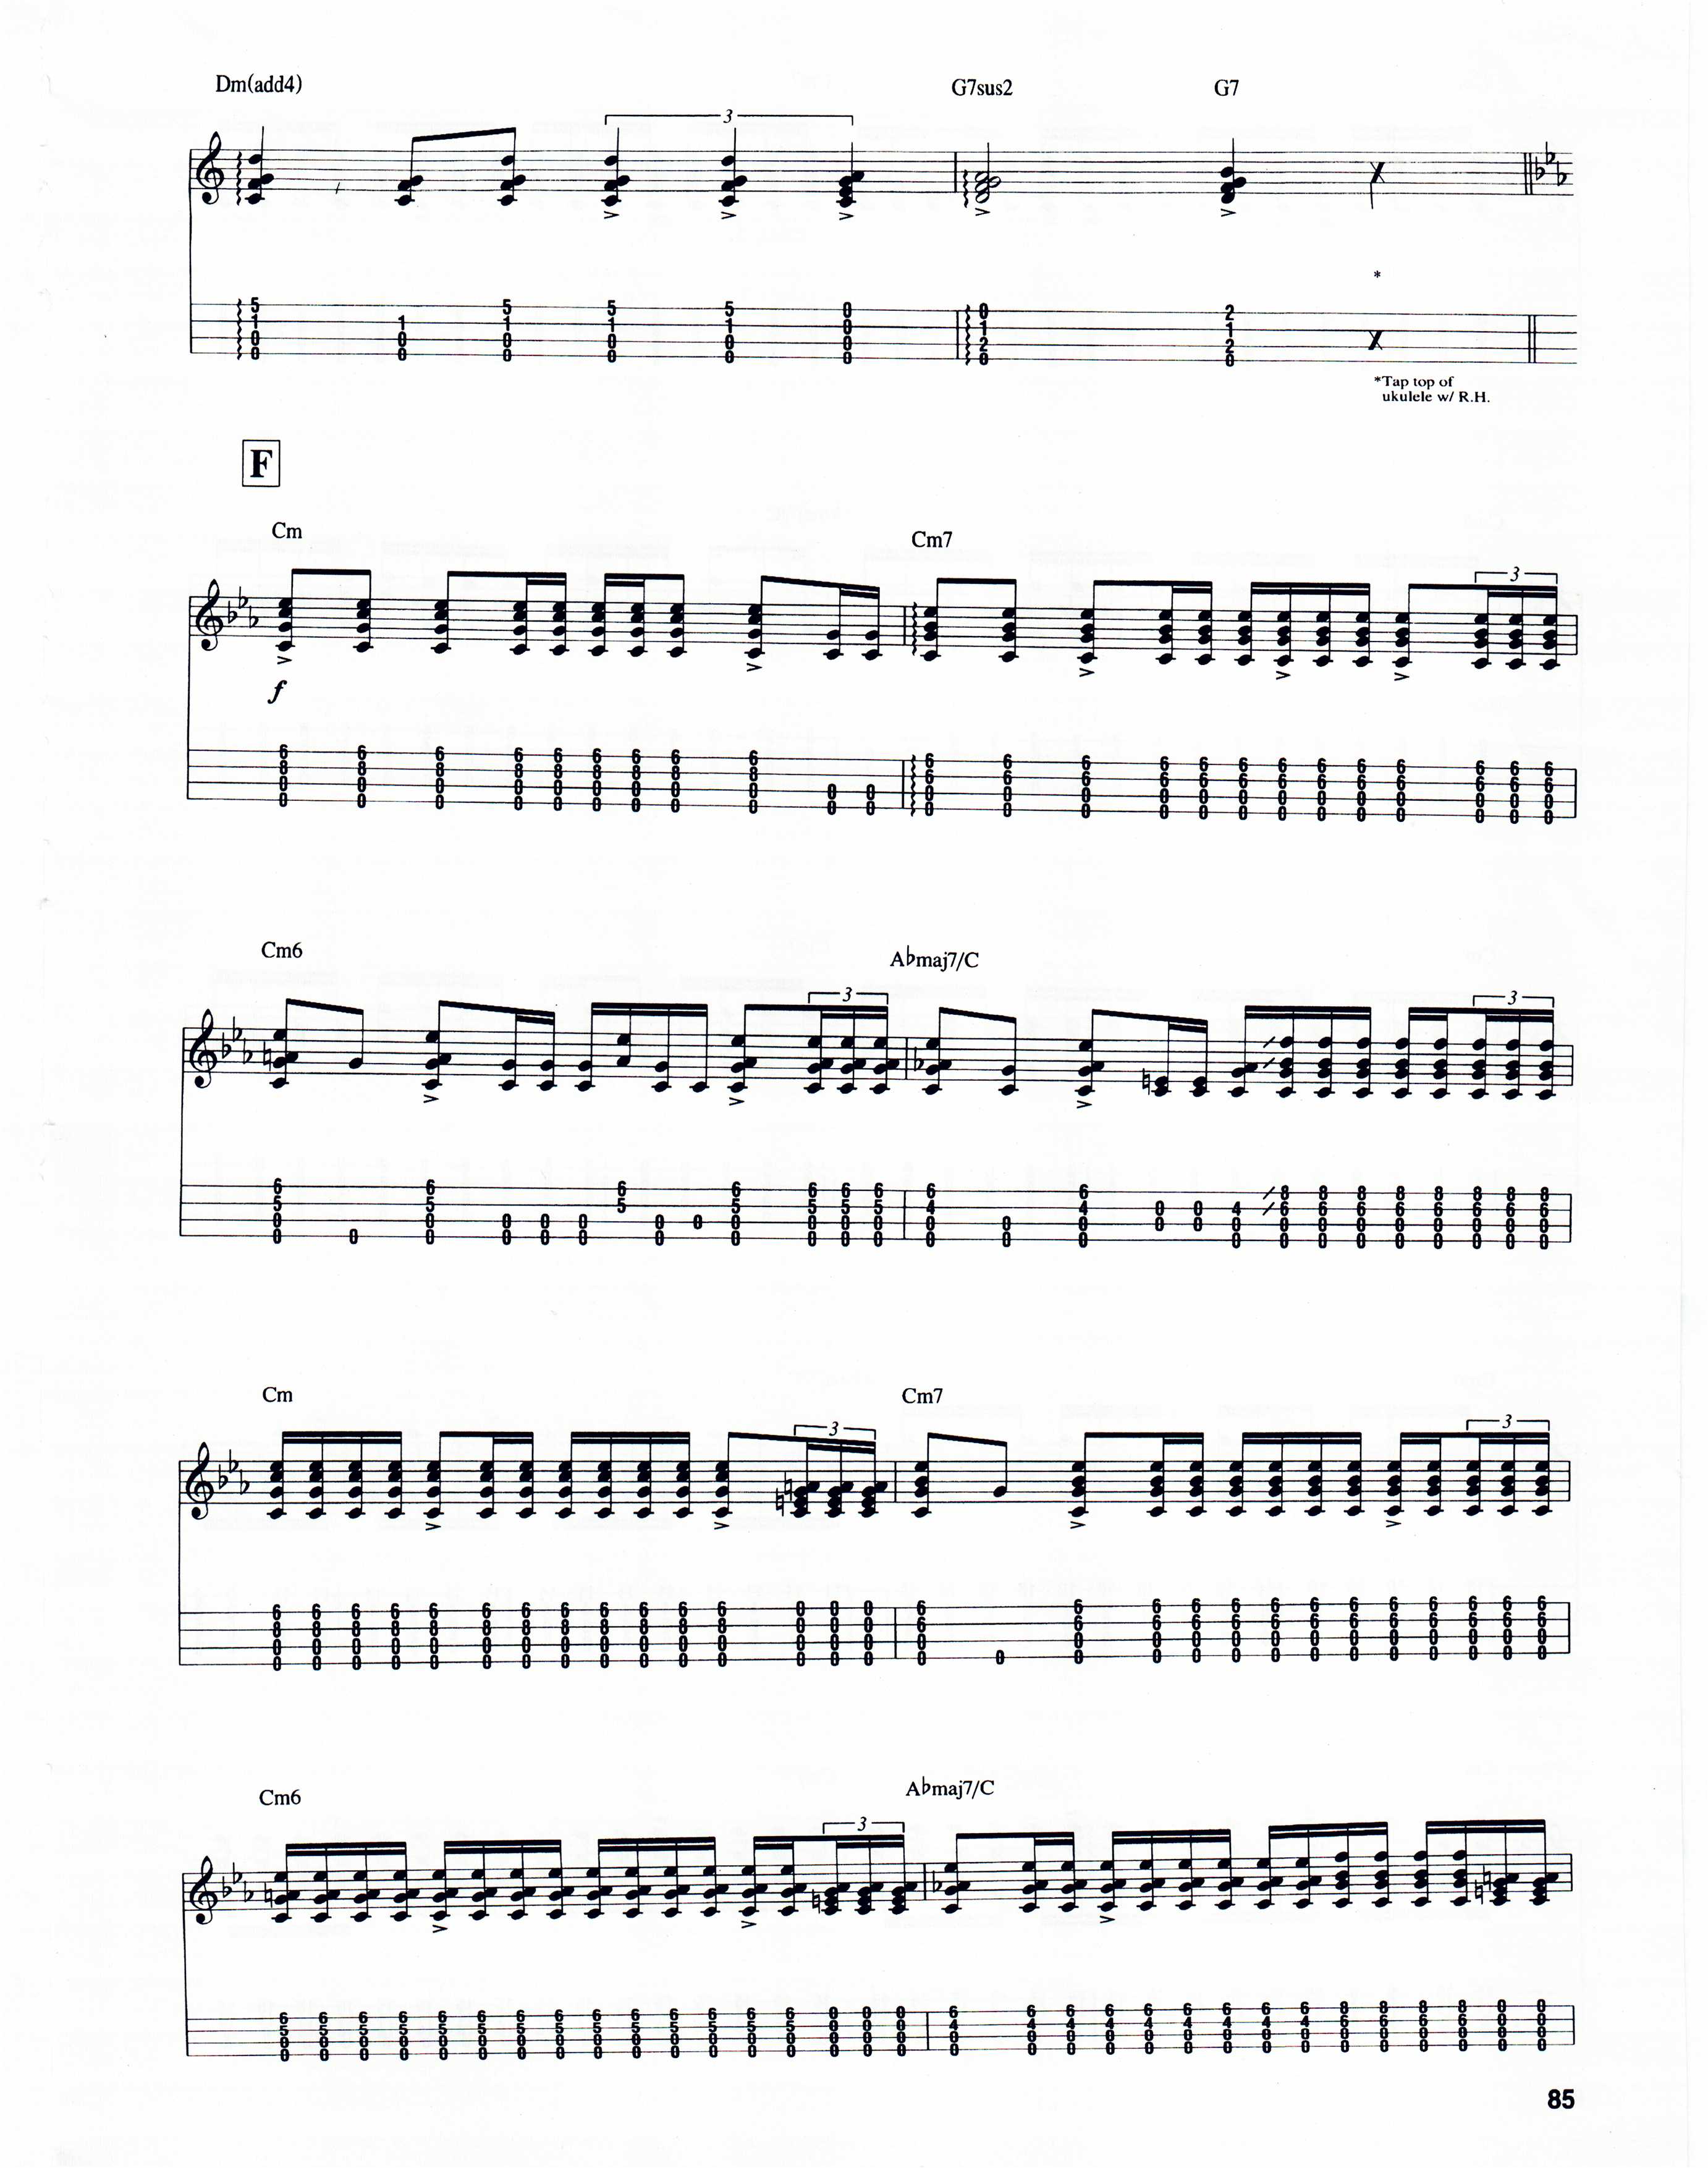 Dm(add4) G7sus2 G7
3
*
*Tap top of
ukulele w/ R.H.
F
Cm Cm7
3
f
Cm6 A♭maj7/C
3 3
Cm Cm7
3 3
Cm6 A♭maj7/C
3
85